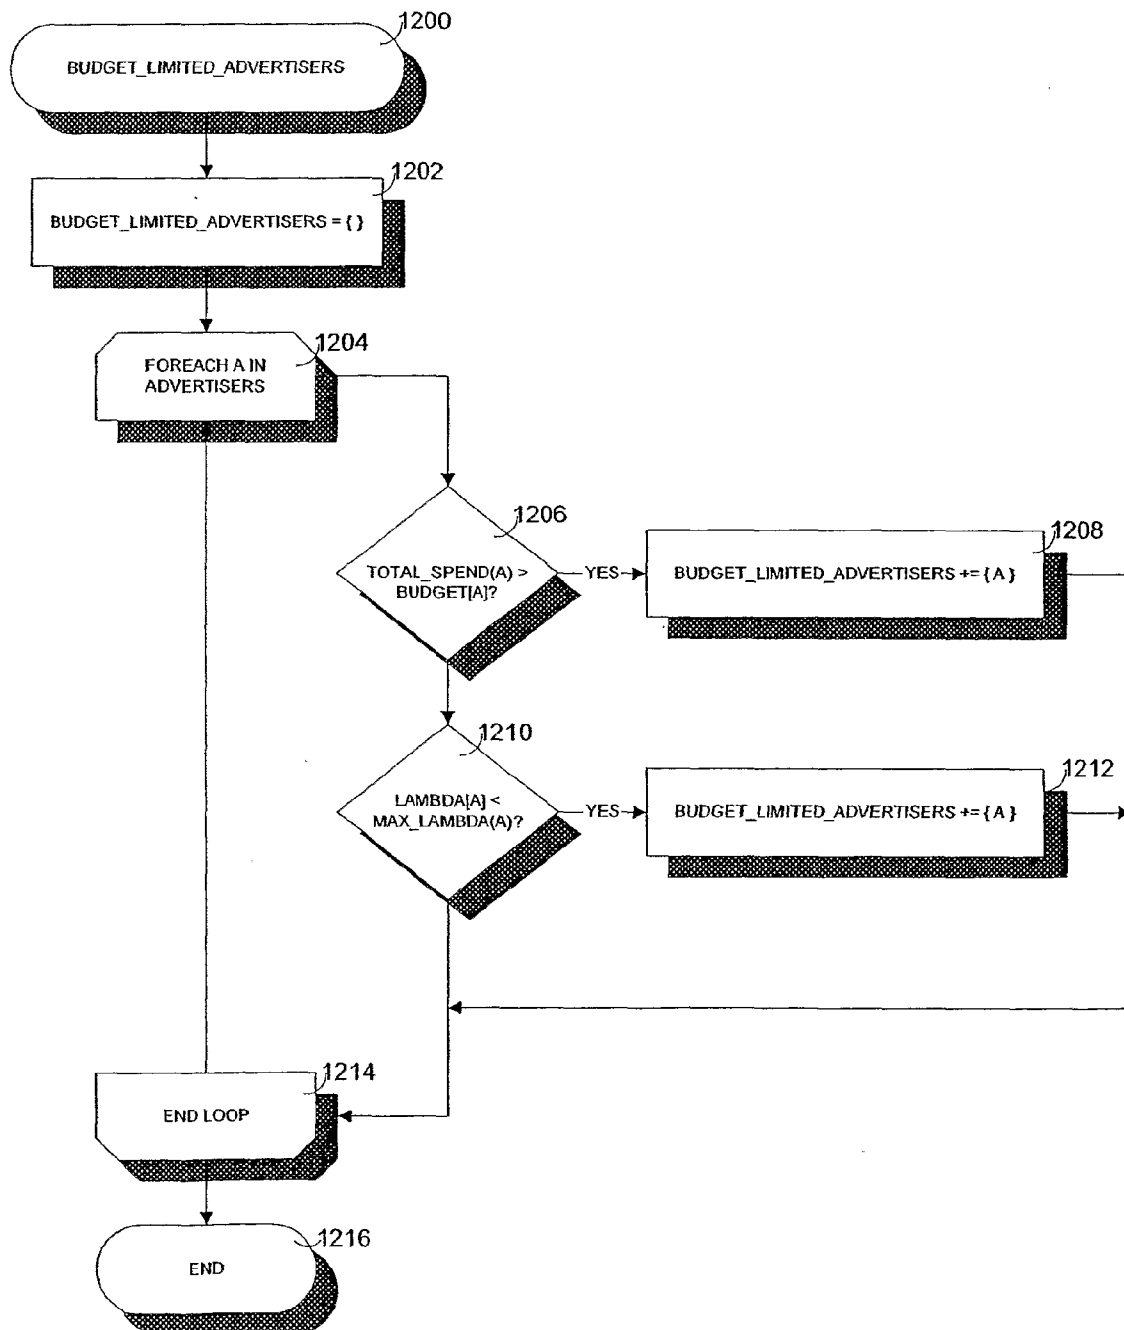 1200
BUDGET_LIMITED_ADVERTISERS
1202
BUDGET_LIMITED_ADVERTISERS = { }
1204
FOREACH A IN
ADVERTISERS
1206
TOTAL_SPEND(A) >
BUDGET[A]?
YES
1208
BUDGET_LIMITED_ADVERTISERS += { A }
1210
LAMBDA[A] <
MAX_LAMBDA(A)?
YES
1212
BUDGET_LIMITED_ADVERTISERS += { A }
1214
END LOOP
1216
END